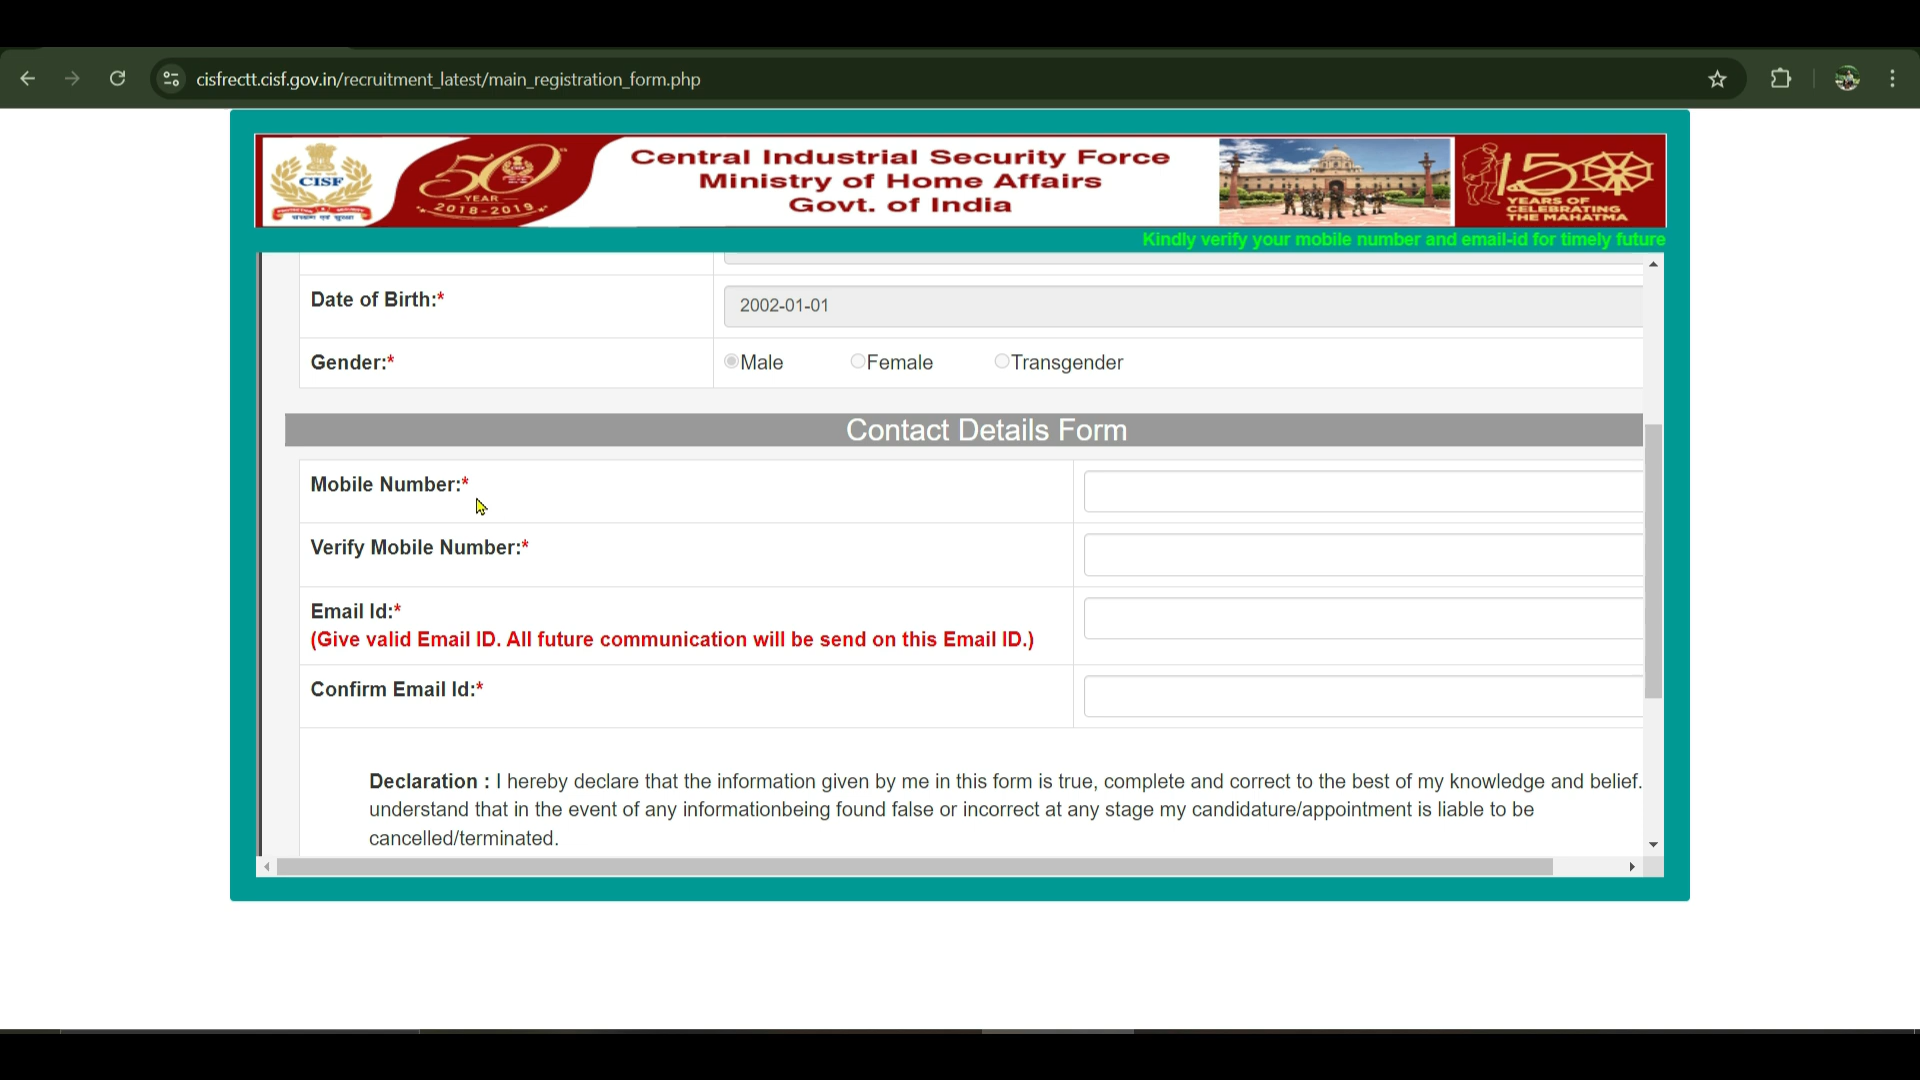 cisfrectt.cisf.gov.in/recruitment_latest/main_registration_form.php
CISF
संरक्षण एवं सुरक्षा
50
YEAR
2018-2019
Central Industrial Security Force
Ministry of Home Affairs
Govt. of India
150
YEARS OF
CELEBRATING
THE MAHATMA
Kindly verify your mobile number and email-id for timely future
Date of Birth:*
2002-01-01
Gender:*
Male
Female
Transgender
Contact Details Form
Mobile Number:*
Verify Mobile Number:*
Email Id:*
(Give valid Email ID. All future communication will be send on this Email ID.)
Confirm Email Id:*
Declaration : I hereby declare that the information given by me in this form is true, complete and correct to the best of my knowledge and belief.
understand that in the event of any informationbeing found false or incorrect at any stage my candidature/appointment is liable to be
cancelled/terminated.